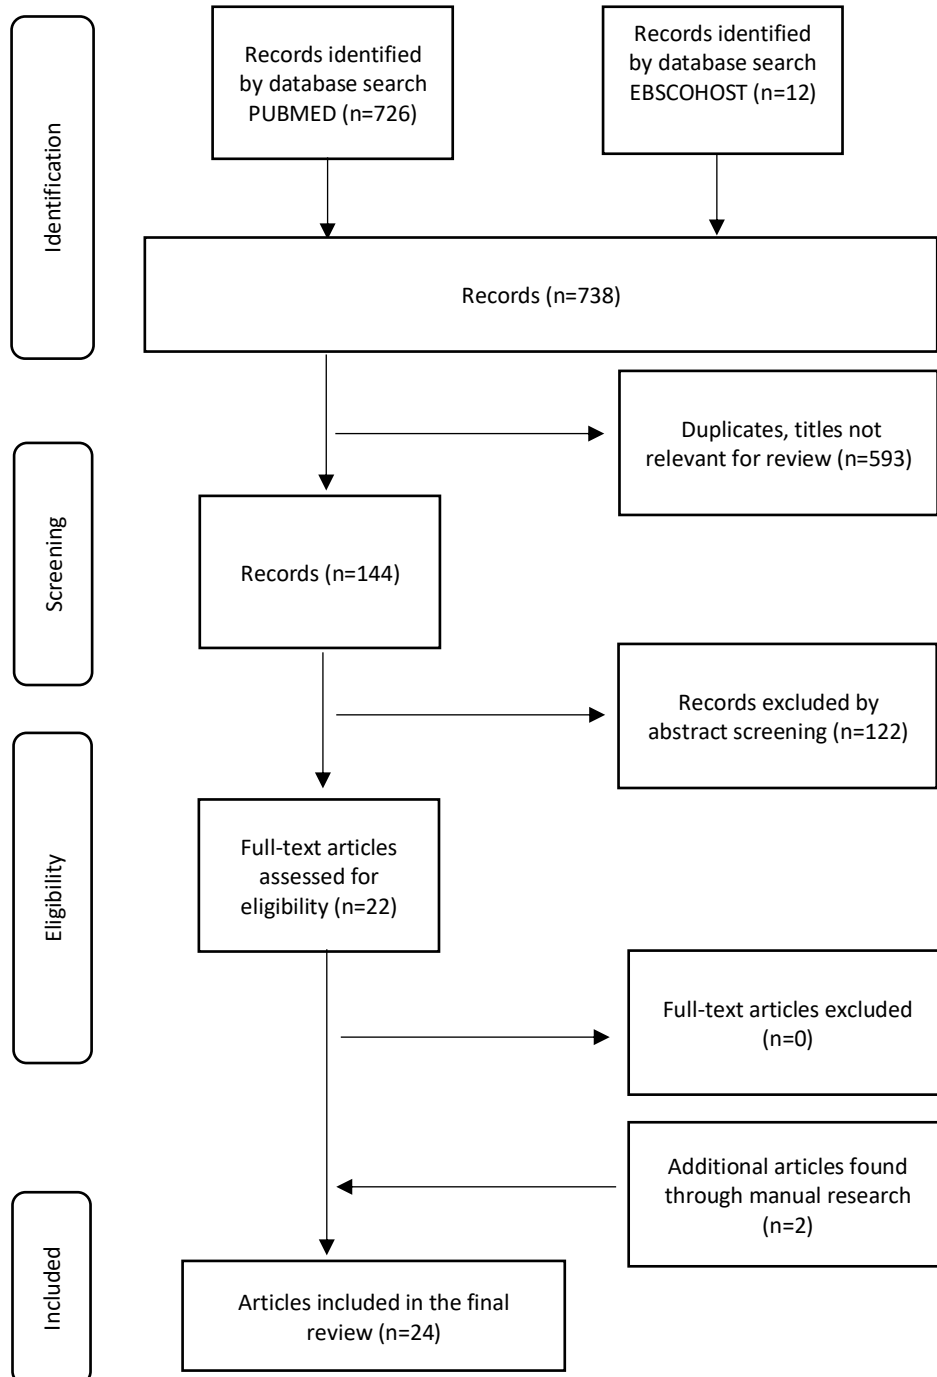 Identification
Records identified
by database search
PUBMED (n=726)
Records identified
by database search
EBSCOHOST (n=12)
Records (n=738)
Duplicates, titles not
relevant for review (n=593)
Screening
Records (n=144)
Records excluded by
abstract screening (n=122)
Eligibility
Full-text articles
assessed for
eligibility (n=22)
Full-text articles excluded
(n=0)
Additional articles found
through manual research
(n=2)
Included
Articles included in the final
review (n=24)